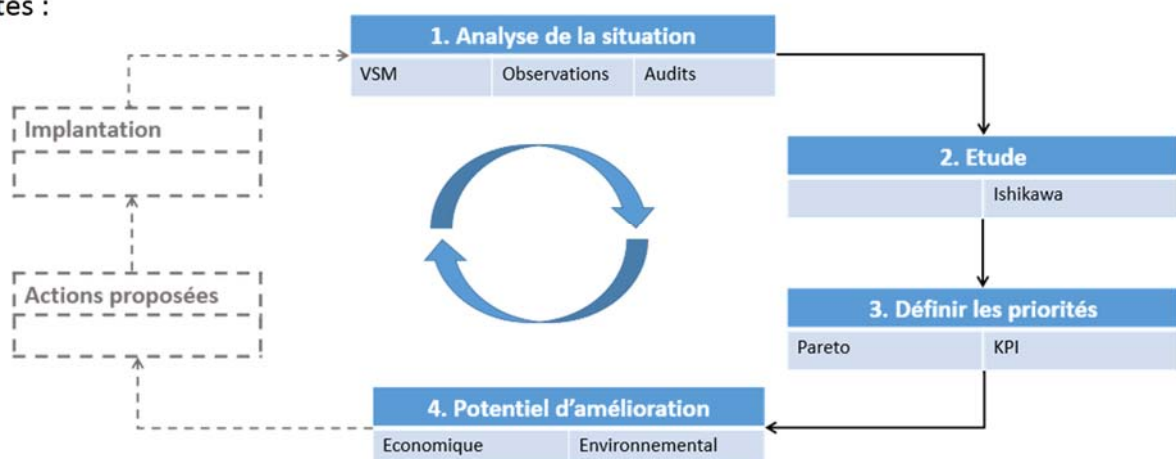 1. Analyse de la situation
VSM Observations Audits
2. Etude
Ishikawa
3. Définir les priorités
Pareto KPI
4. Potentiel d'amélioration
Economique Environnemental
Actions proposées
Implantation